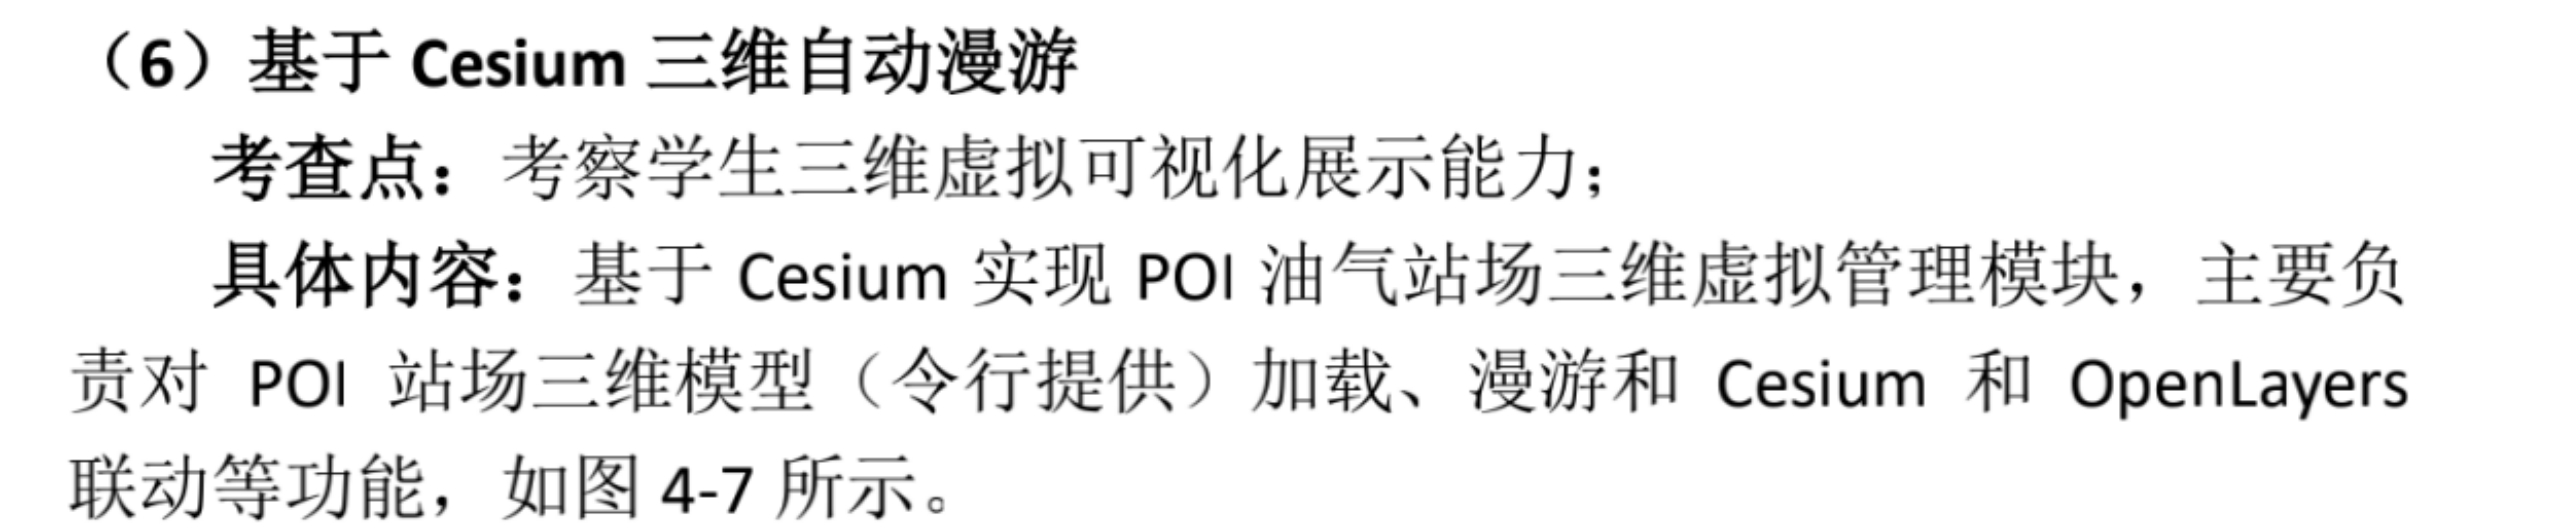 （6）基于 Cesium 三维自动漫游
考查点：考察学生三维虚拟可视化展示能力；
具体内容：基于 Cesium 实现 POI 油气站场三维虚拟管理模块，主要负
责对 POI 站场三维模型（令行提供）加载、漫游和 Cesium 和 OpenLayers
联动等功能，如图 4-7 所示。